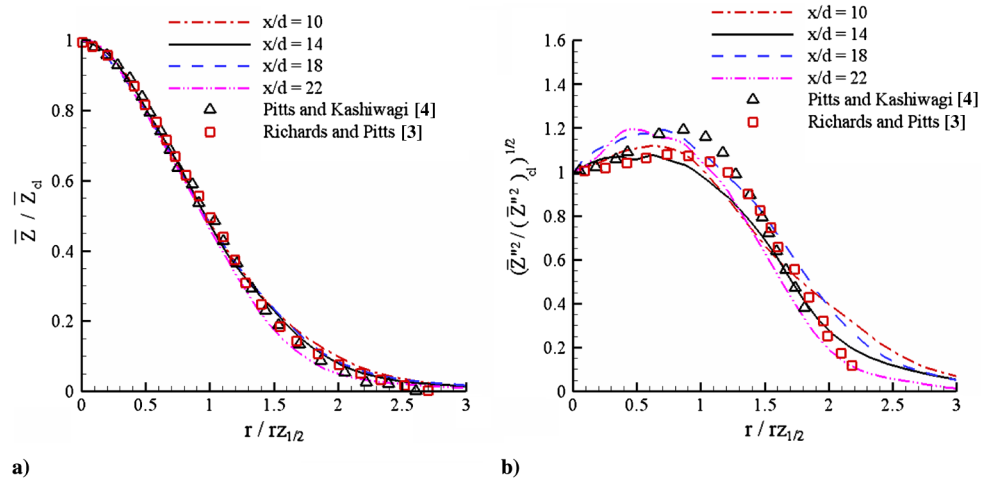 x/d = 10
x/d = 14
x/d = 18
x/d = 22
Pitts and Kashiwagi [4]
Richards and Pitts [3]
Z̅ / Z̅cl
1
0.8
0.6
0.4
0.2
0
0 0.5 1 1.5 2 2.5 3
r / rz1/2
a)
x/d = 10
x/d = 14
x/d = 18
x/d = 22
Pitts and Kashiwagi [4]
Richards and Pitts [3]
(Z̅"2 / ( Z̅"2 )cl )1/2
1.6
1.4
1.2
1
0.8
0.6
0.4
0.2
0
0 0.5 1 1.5 2 2.5 3
r / rz1/2
b)